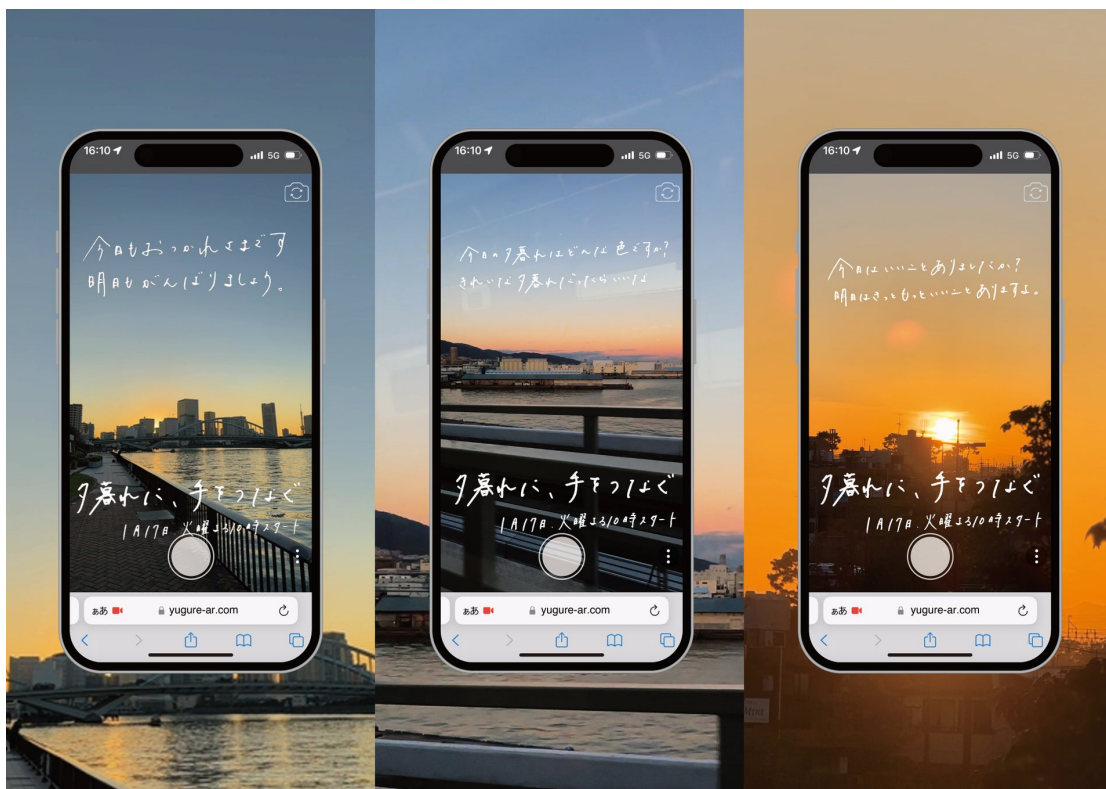 16:10
5G
今日もおつかれさまです
明日もがんばりましょう。
夕暮れに、手をつなぐ
1月17日.火曜よる10時スタート
ぁあ
yugure-ar.com
16:10
5G
今日の夕暮れはどんな色ですか?
きれいな夕暮れだったらいいな
夕暮れに、手をつなぐ
1月17日.火曜よる10時スタート
ぁあ
yugure-ar.com
16:10
5G
今日はいいことありましたか?
明日はきっともっといいことありますよ。
夕暮れに、手をつなぐ
1月17日.火曜よる10時スタート
ぁあ
yugure-ar.com